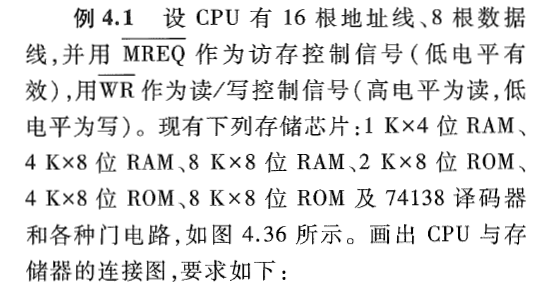 例 4.1 设 CPU 有 16 根地址线、8 根数据
线,并用 MREQ 作为访存控制信号(低电平有
效),用WR作为读/写控制信号(高电平为读,低
电平为写)。现有下列存储芯片:1 K×4 位 RAM、
4 K×8 位 RAM、8 K×8 位 RAM、2 K×8 位 ROM、
4 K×8 位 ROM、8 K×8 位 ROM 及 74138 译码器
和各种门电路,如图 4.36 所示。画出 CPU 与存
储器的连接图,要求如下: